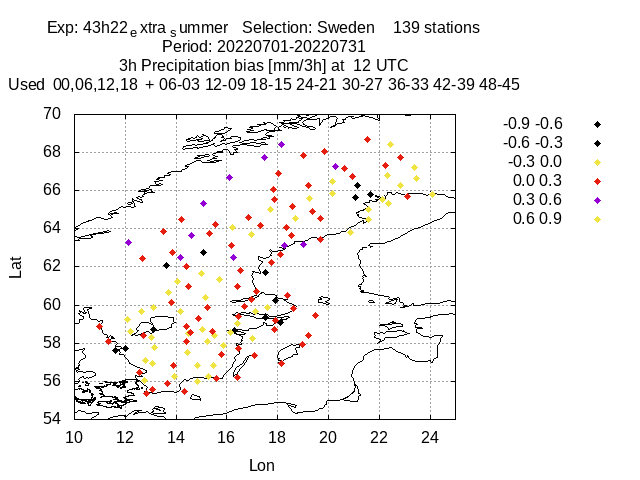 Exp: 43h22extrasummer   Selection: Sweden    139 stations
Period: 20220701-20220731
3h Precipitation bias [mm/3h] at  12 UTC
Used  00,06,12,18  + 06-03 12-09 18-15 24-21 30-27 36-33 42-39 48-45
-0.9 -0.6
-0.6 -0.3
-0.3 0.0
0.0 0.3
0.3 0.6
0.6 0.9
70
68
66
64
62
60
58
56
54
Lat
10 12 14 16 18 20 22 24
Lon